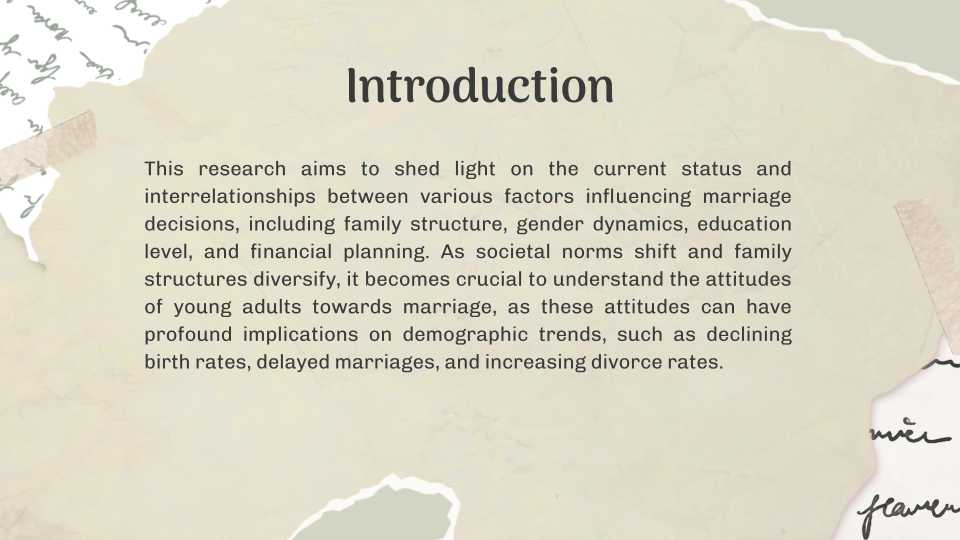 Introduction
This research aims to shed light on the current status and
interrelationships between various factors influencing marriage
decisions, including family structure, gender dynamics, education
level, and financial planning. As societal norms shift and family
structures diversify, it becomes crucial to understand the attitudes
of young adults towards marriage, as these attitudes can have
profound implications on demographic trends, such as declining
birth rates, delayed marriages, and increasing divorce rates.